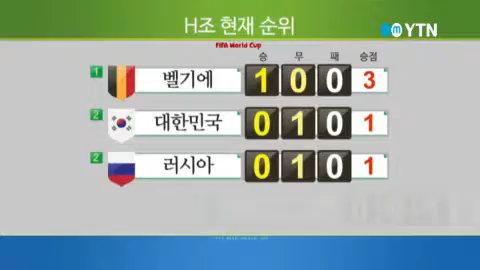 H조 현재 순위
YTN
FIFA World Cup
승 무 패 승점
1 벨기에 1 0 0 3
2 대한민국 0 1 0 1
2 러시아 0 1 0 1